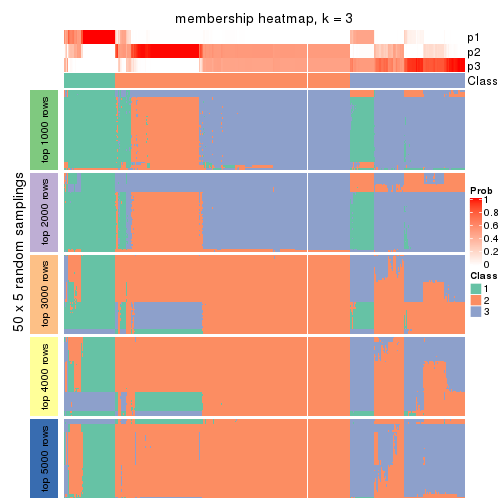 membership heatmap, k = 3
p1
p2
p3
Class
50 x 5 random samplings
top 1000 rows
top 2000 rows
top 3000 rows
top 4000 rows
top 5000 rows
Prob
1
0.8
0.6
0.4
0.2
0
Class
1
2
3